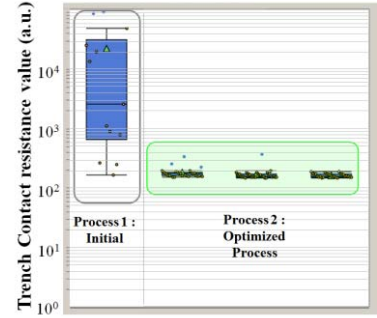 Trench Contact resistance value (a.u.)
10⁴
10³
10²
10¹
10⁰
Process 1 :
Initial
Process 2 :
Optimized
Process